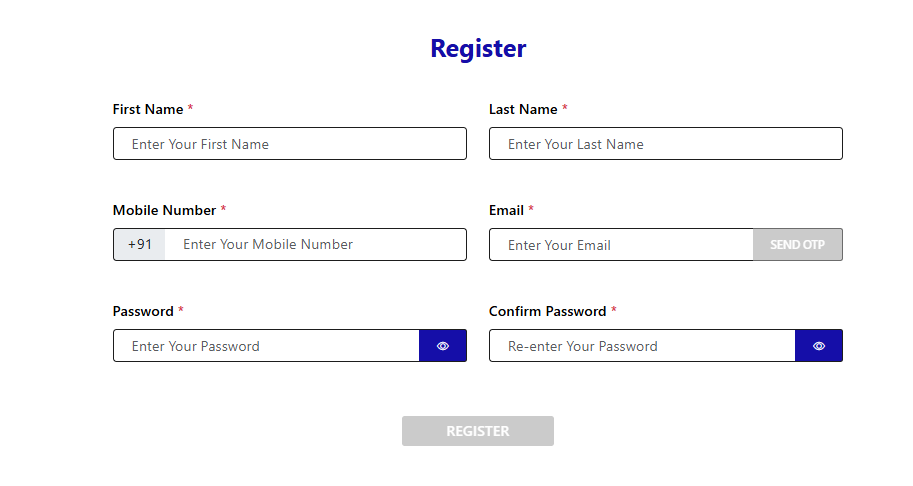 Register
First Name * Last Name *
Enter Your First Name Enter Your Last Name
Mobile Number * Email *
+91 Enter Your Mobile Number Enter Your Email SEND OTP
Password * Confirm Password *
Enter Your Password Re-enter Your Password
REGISTER